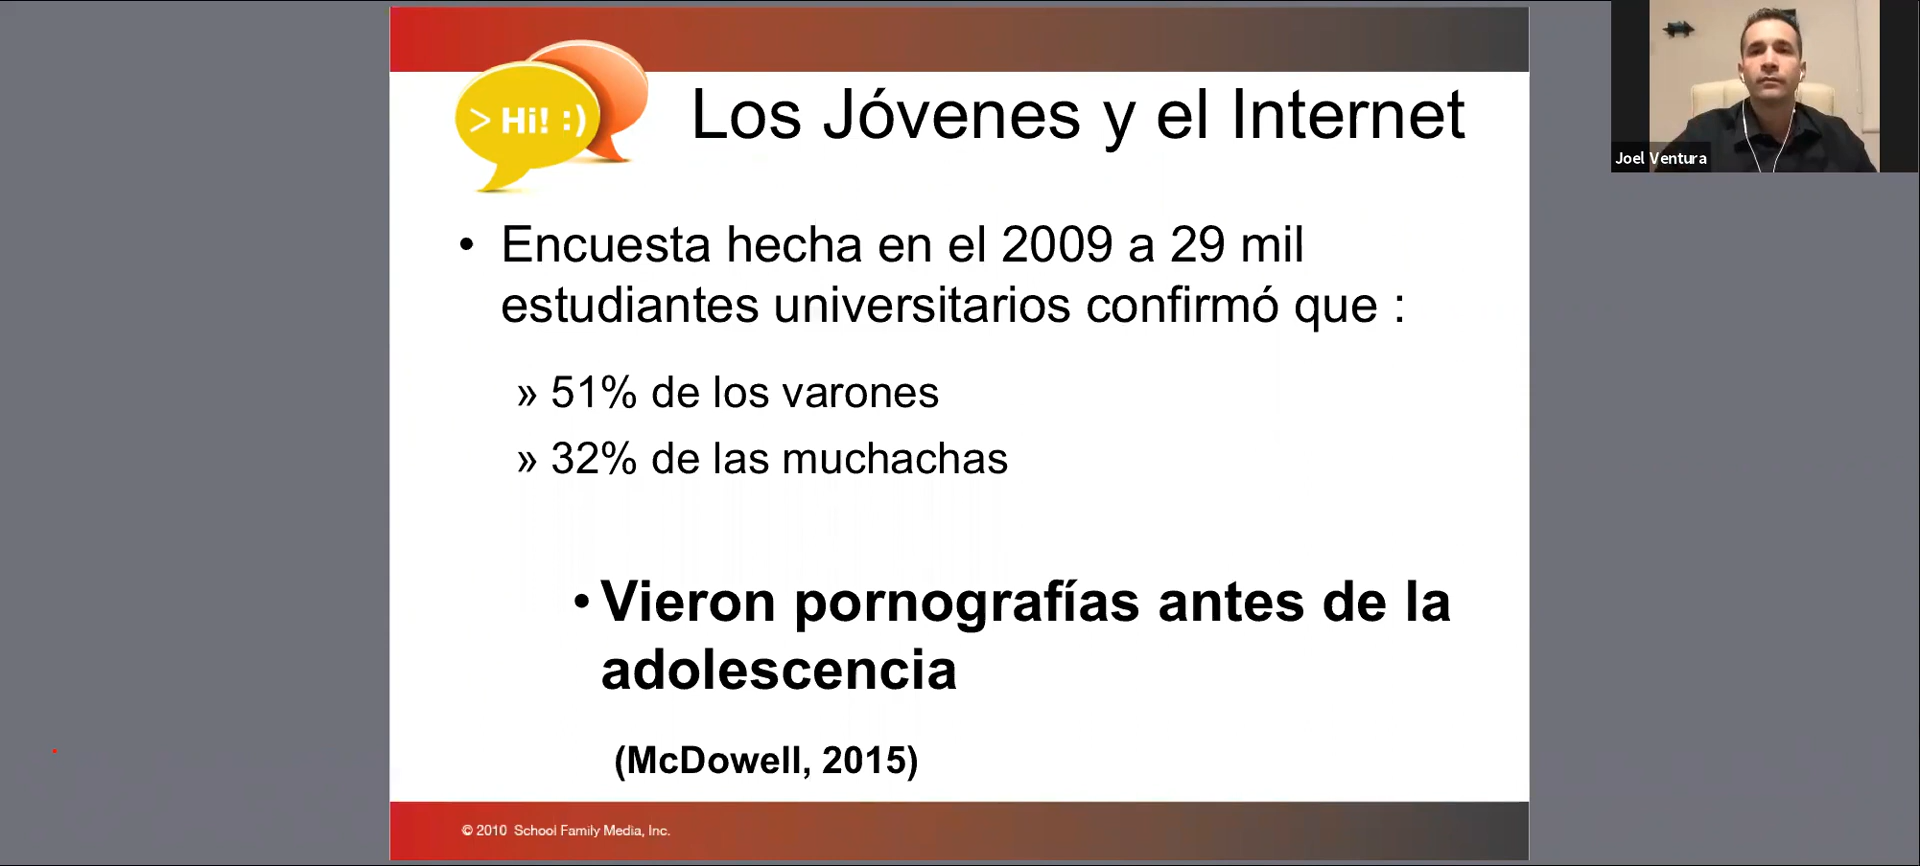 > Hi! :)
Los Jóvenes y el Internet
• Encuesta hecha en el 2009 a 29 mil
estudiantes universitarios confirmó que :
» 51% de los varones
» 32% de las muchachas
• Vieron pornografías antes de la
adolescencia
(McDowell, 2015)
© 2010 School Family Media, Inc.
Joel Ventura